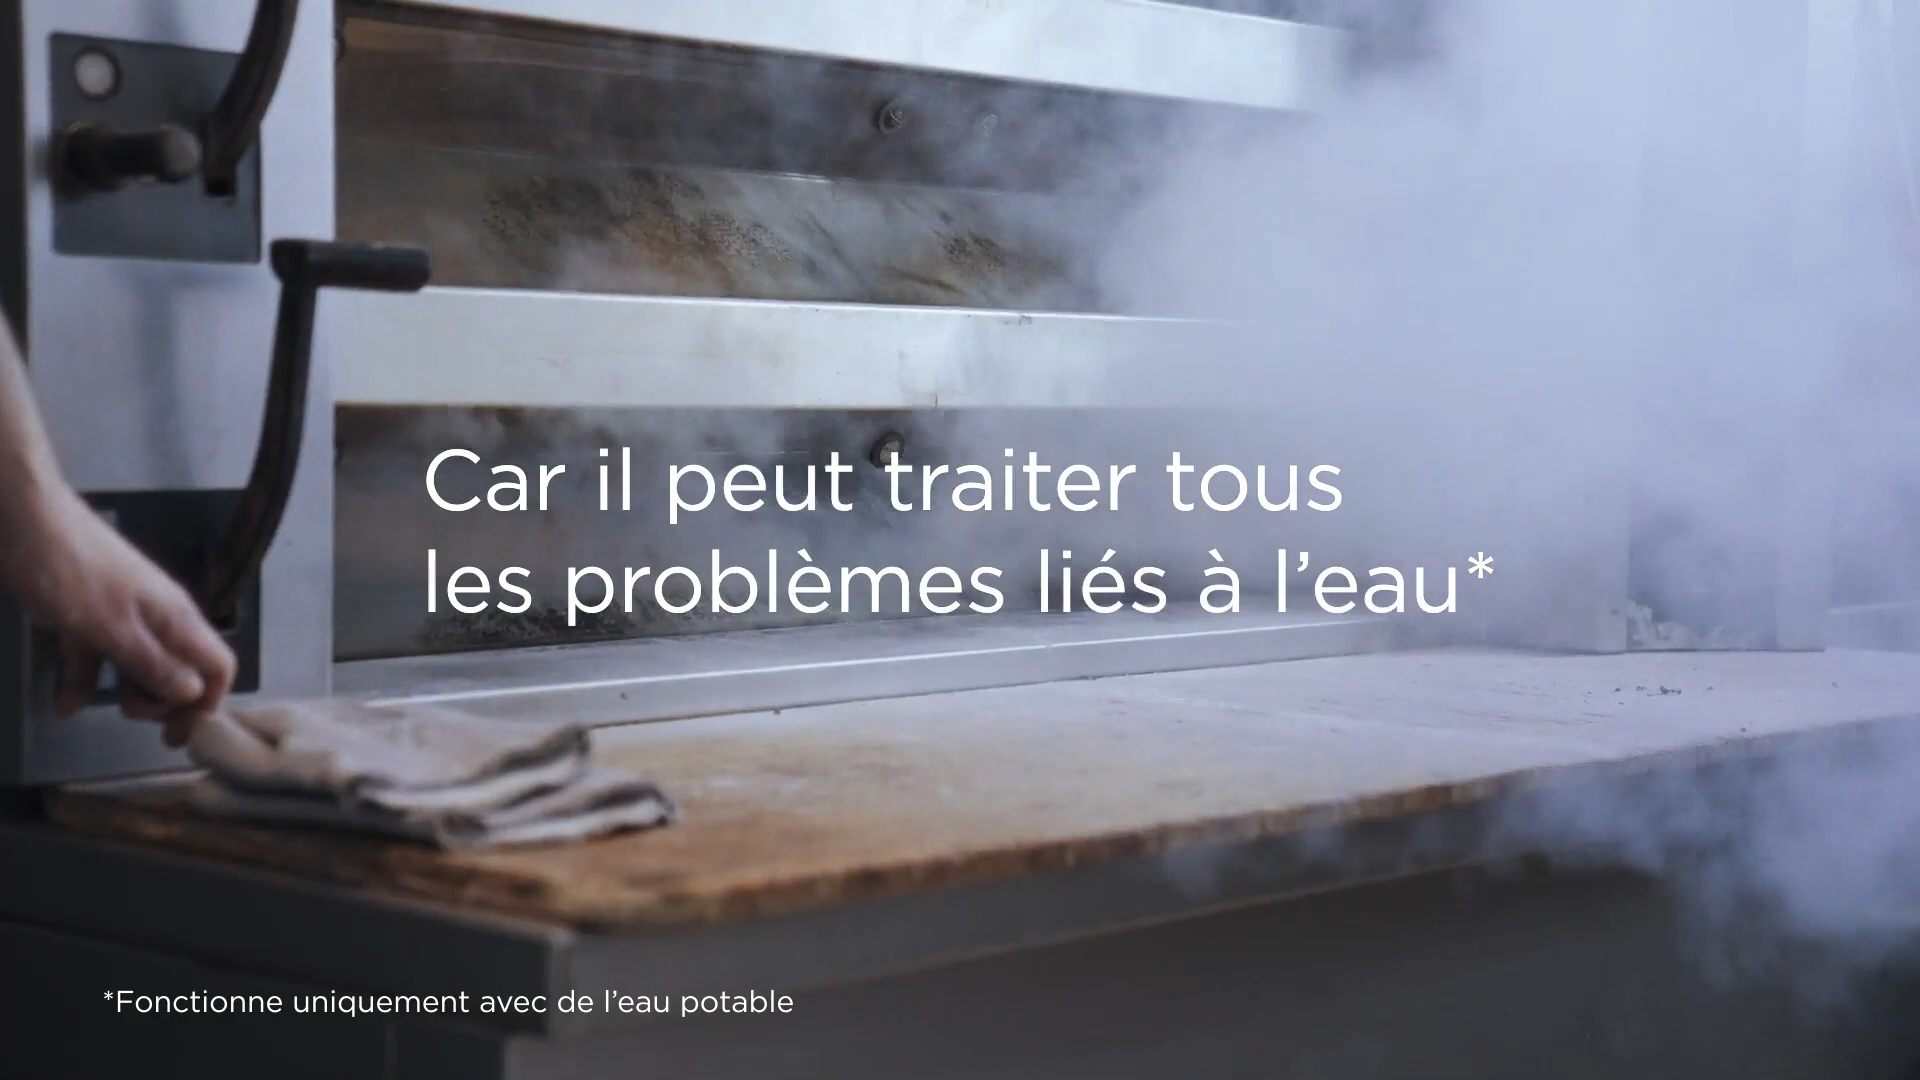 Car il peut traiter tous
les problèmes liés à l’eau*
*Fonctionne uniquement avec de l’eau potable